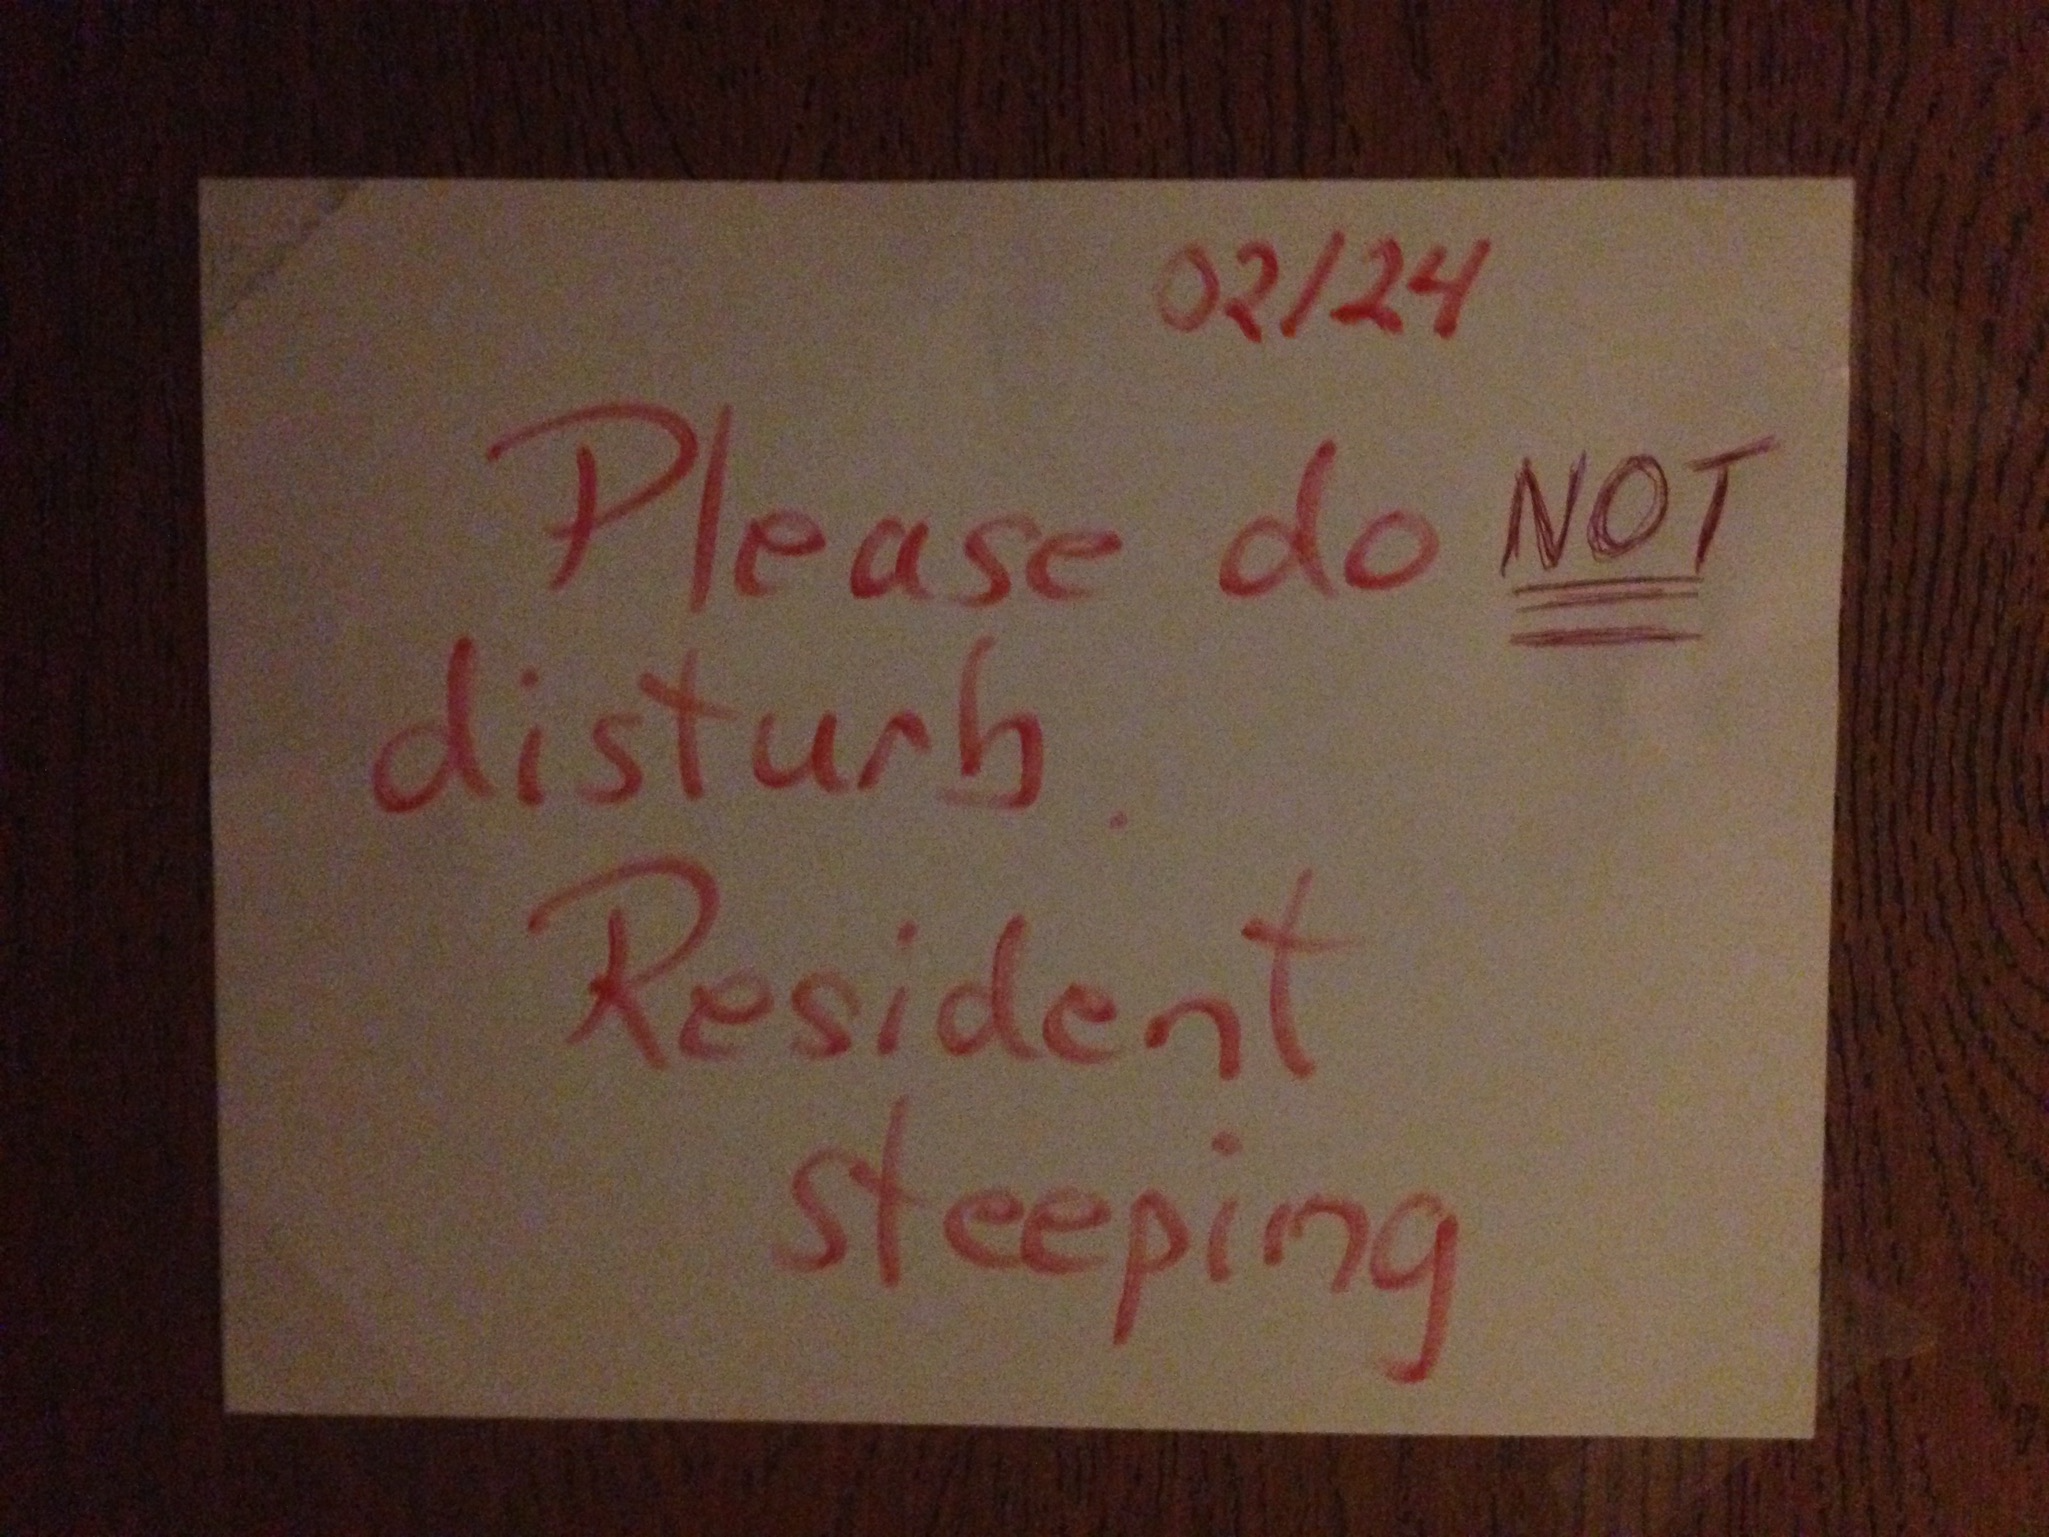 02/24
Please do NOT
disturb.
Resident
steeping